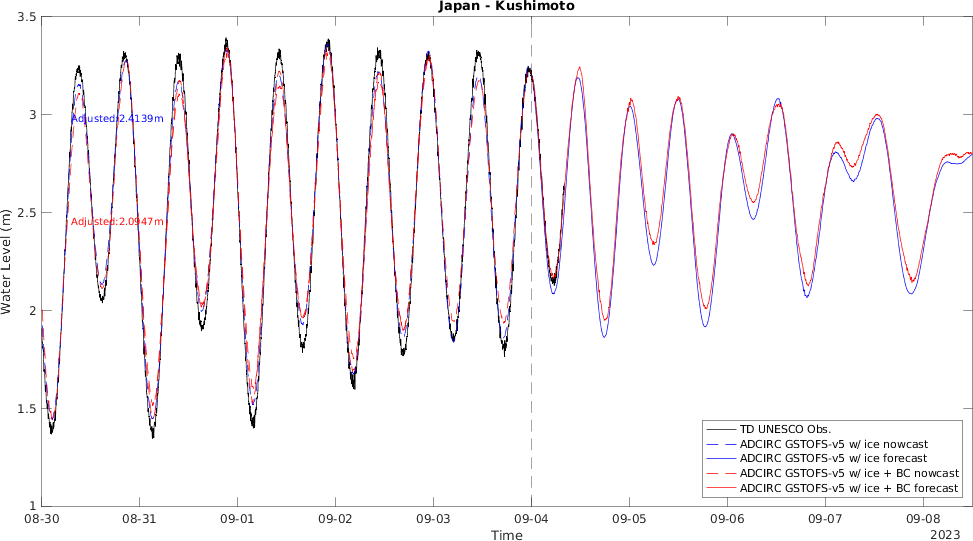 Japan - Kushimoto
3.5
3
2.5
2
1.5
1
Water Level (m)
Adjusted:2.4139m
Adjusted:2.0947m
TD UNESCO Obs.
ADCIRC GSTOFS-v5 w/ ice nowcast
ADCIRC GSTOFS-v5 w/ ice forecast
ADCIRC GSTOFS-v5 w/ ice + BC nowcast
ADCIRC GSTOFS-v5 w/ ice + BC forecast
08-30 08-31 09-01 09-02 09-03 09-04 09-05 09-06 09-07 09-08
Time
2023